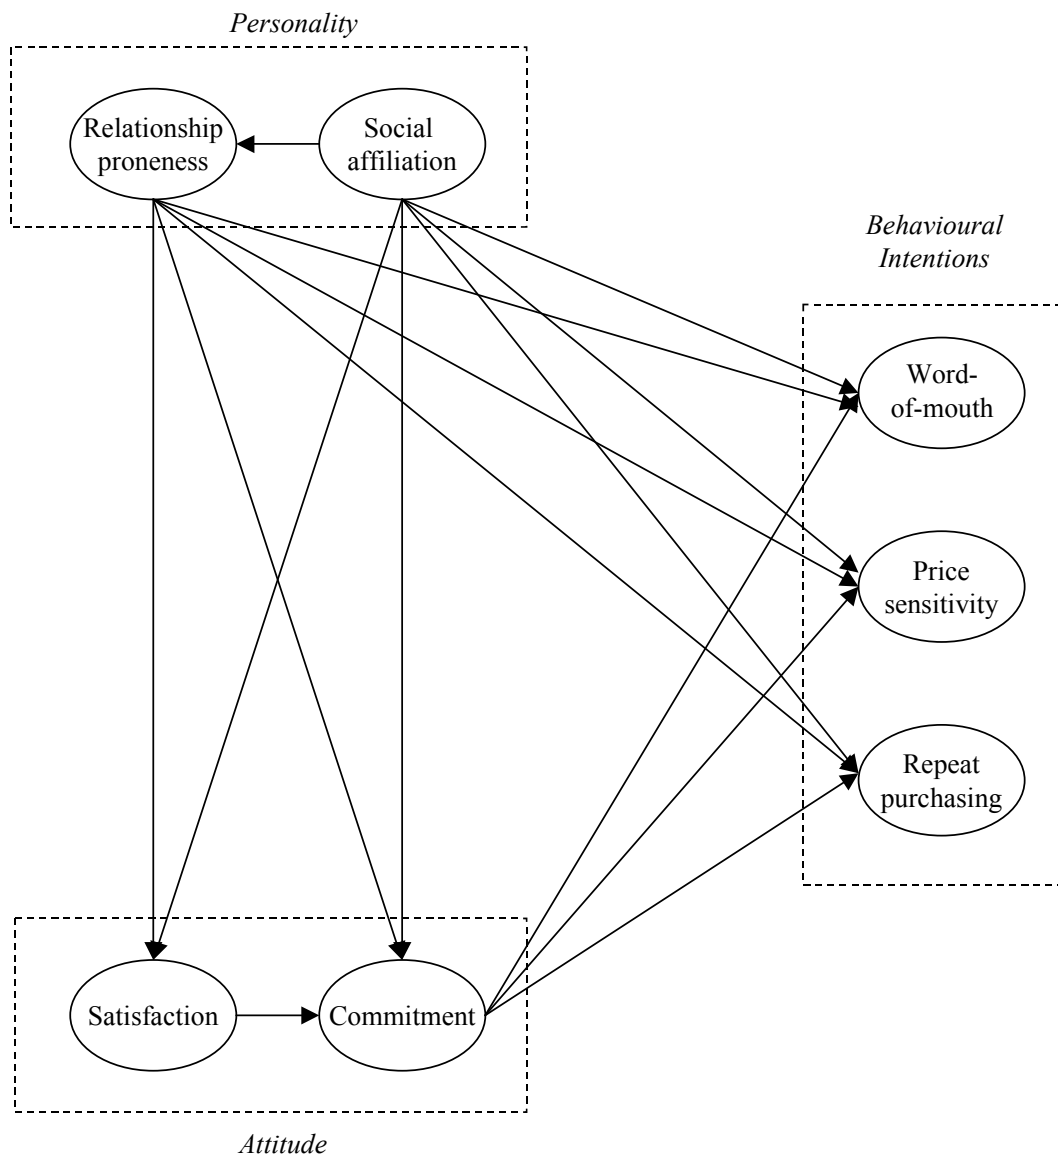 Personality
Relationship
proneness
Social
affiliation
Behavioural
Intentions
Word-
of-mouth
Price
sensitivity
Repeat
purchasing
Satisfaction
Commitment
Attitude